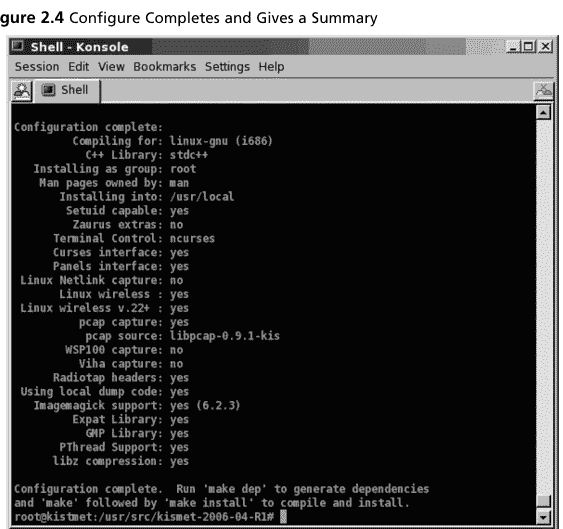 gure 2.4 Configure Completes and Gives a Summary
Shell - Konsole
Session Edit View Bookmarks Settings Help
Shell
Configuration complete:
Compiling for: linux-gnu (i686)
C++ Library: stdc++
Installing as group: root
Man pages owned by: man
Installing into: /usr/local
Setuid capable: yes
Zaurus extras: no
Terminal Control: ncurses
Curses interface: yes
Panels interface: yes
Linux Netlink capture: no
Linux wireless : yes
Linux wireless v.22+ : yes
pcap capture: yes
pcap source: libpcap-0.9.1-kis
WSP100 capture: no
Viha capture: no
Radiotap headers: yes
Using local dump code: yes
Imagemagick support: yes (6.2.3)
Expat Library: yes
GMP Library: yes
PThread Support: yes
libz compression: yes
Configuration complete. Run 'make dep' to generate dependencies
and 'make' followed by 'make install' to compile and install.
root@kistmet:/usr/src/kismet-2006-04-R1#